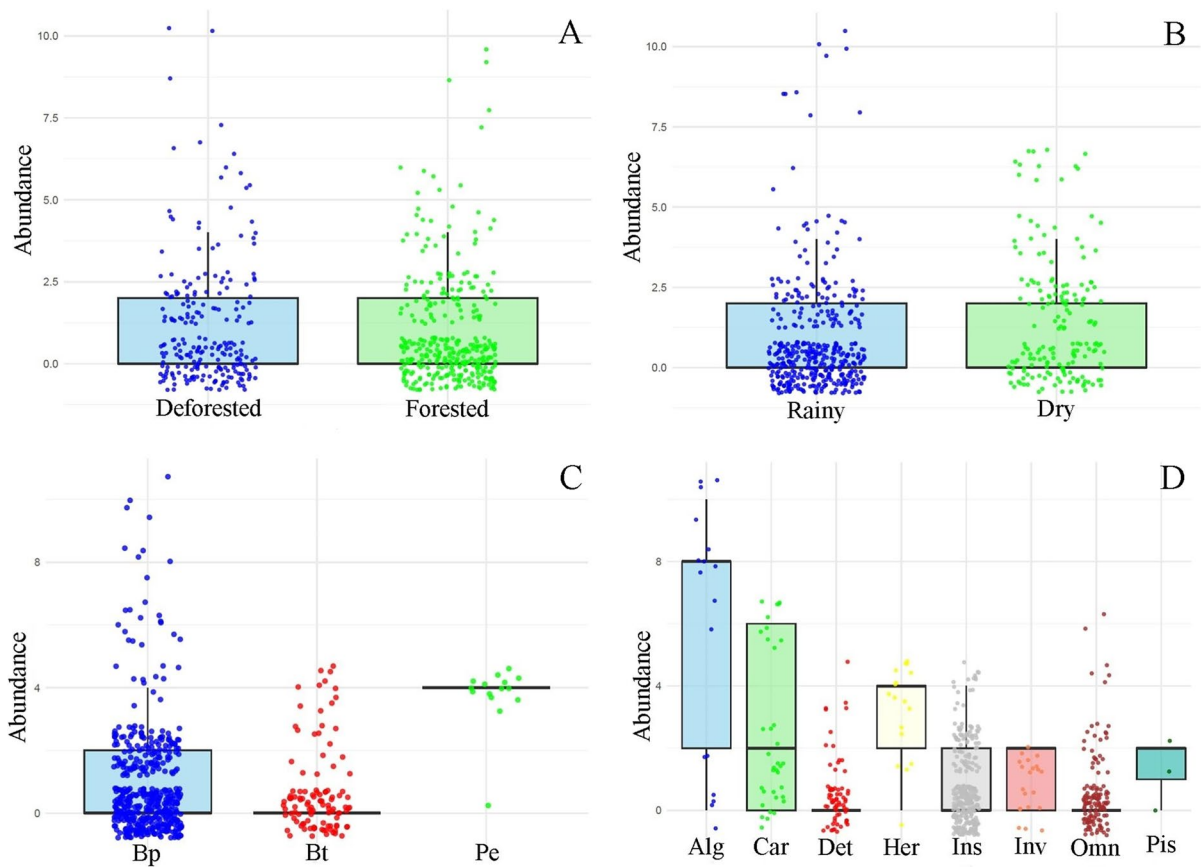 A
10.0
7.5
5.0
2.5
0.0
Abundance
Deforested
Forested
B
10.0
7.5
5.0
2.5
0.0
Abundance
Rainy
Dry
C
8
4
0
Abundance
Bp
Bt
Pe
D
8
4
0
Abundance
Alg
Car
Det
Her
Ins
Inv
Omn
Pis